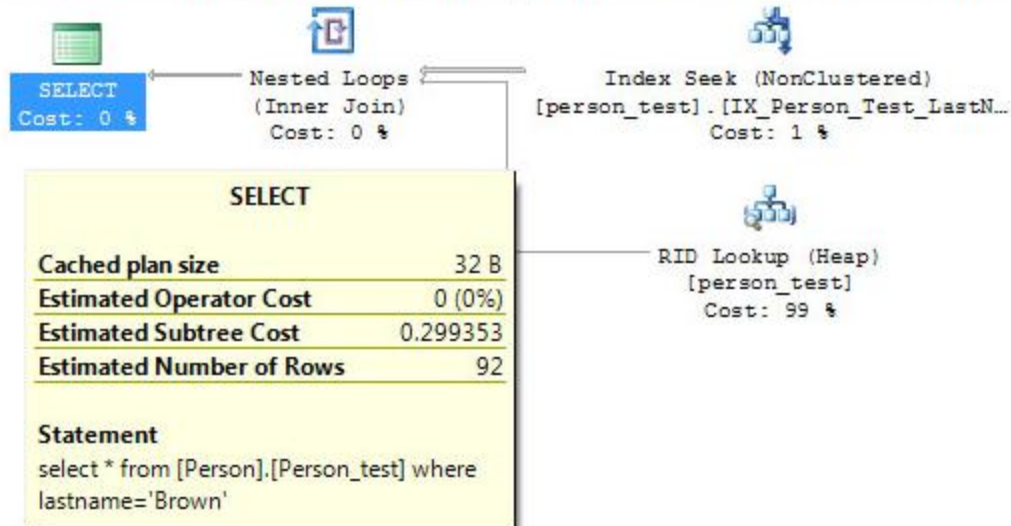 SELECT
Cost: 0 %
Nested Loops
(Inner Join)
Cost: 0 %
Index Seek (NonClustered)
[person_test].[IX_Person_Test_LastN…
Cost: 1 %
RID Lookup (Heap)
[person_test]
Cost: 99 %
SELECT
Cached plan size 32 B
Estimated Operator Cost 0 (0%)
Estimated Subtree Cost 0.299353
Estimated Number of Rows 92
Statement
select * from [Person].[Person_test] where
lastname='Brown'